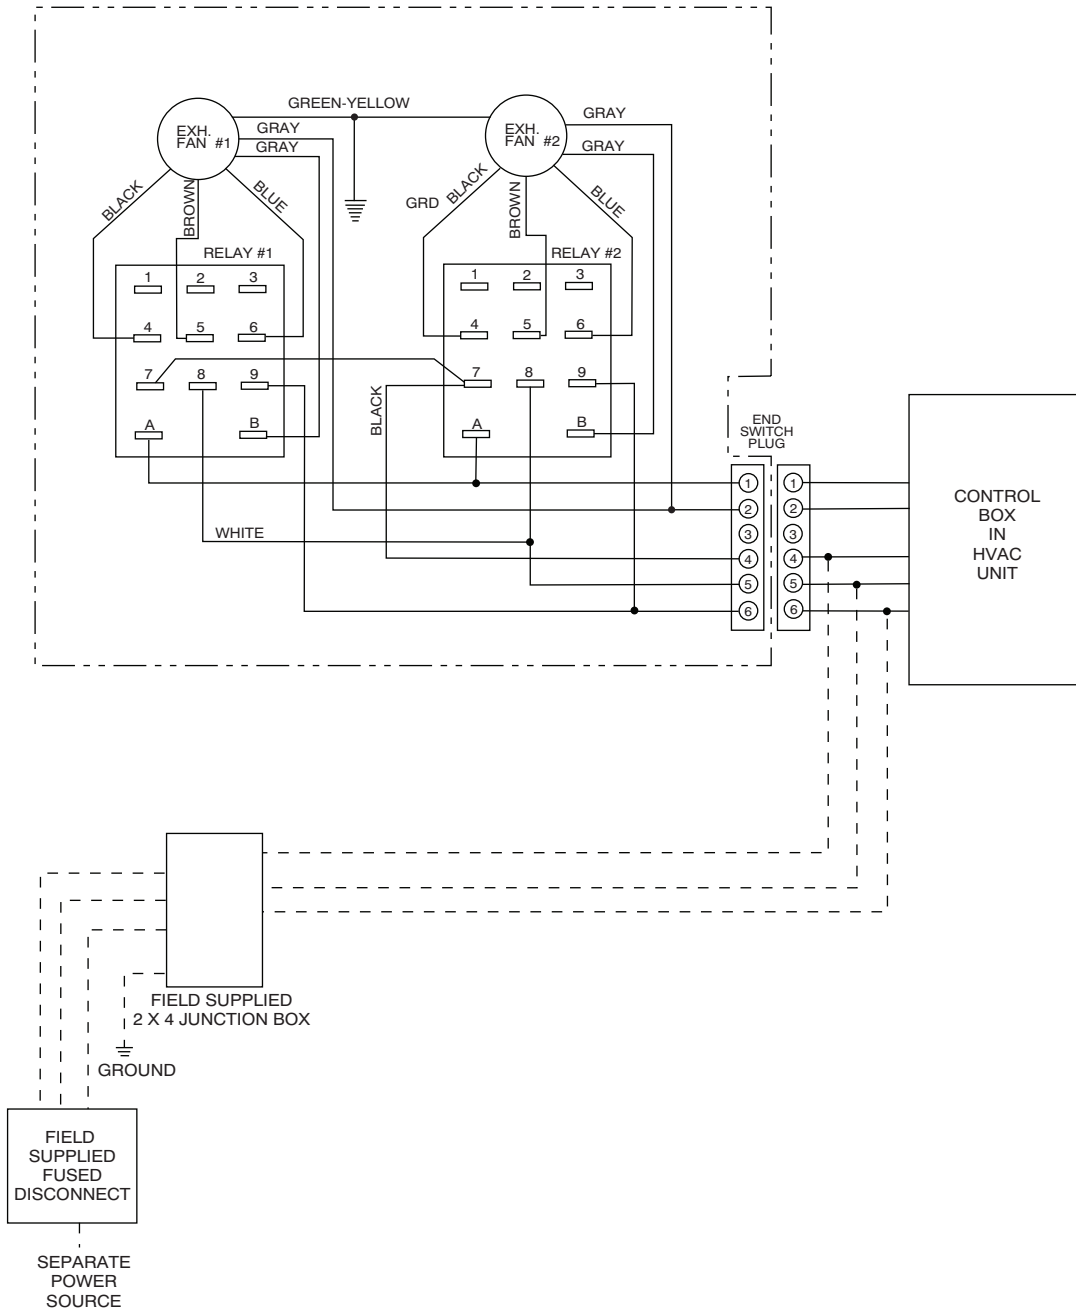 GREEN-YELLOW
EXH.
FAN #1
GRAY
GRAY
EXH.
FAN #2
GRAY
GRAY
BLACK
BROWN
BLUE
GRD
BLACK
BROWN
BLUE
RELAY #1
1 2 3
4 5 6
7 8 9
A B
RELAY #2
1 2 3
4 5 6
7 8 9
A B
BLACK
WHITE
END
SWITCH
PLUG
1 1
2 2
3 3
4 4
5 5
6 6
CONTROL
BOX
IN
HVAC
UNIT
FIELD SUPPLIED
2 X 4 JUNCTION BOX
GROUND
FIELD
SUPPLIED
FUSED
DISCONNECT
SEPARATE
POWER
SOURCE